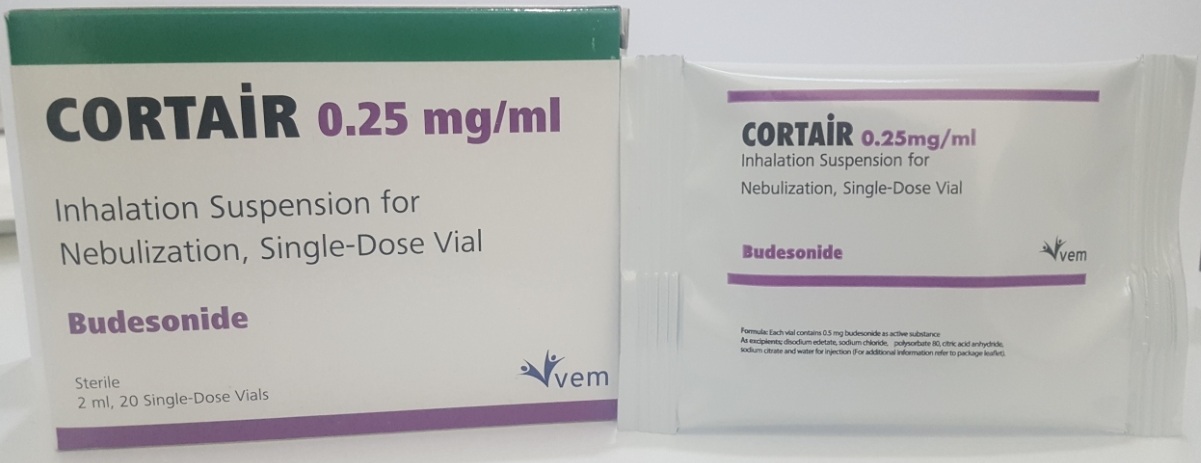 CORTAİR 0.25 mg/ml
Inhalation Suspension for
Nebulization, Single-Dose Vial
Budesonide
Sterile
2 ml, 20 Single-Dose Vials
vem
CORTAİR 0.25mg/ml
Inhalation Suspension for
Nebulization, Single-Dose Vial
Budesonide
vem
Formula: Each vial contains 0.5 mg budesonide as active substance
As excipients; disodium edetate, sodium chloride, polysorbate 80, citric acid anhydride,
sodium citrate and water for injection (For additional information refer to package leaflet).